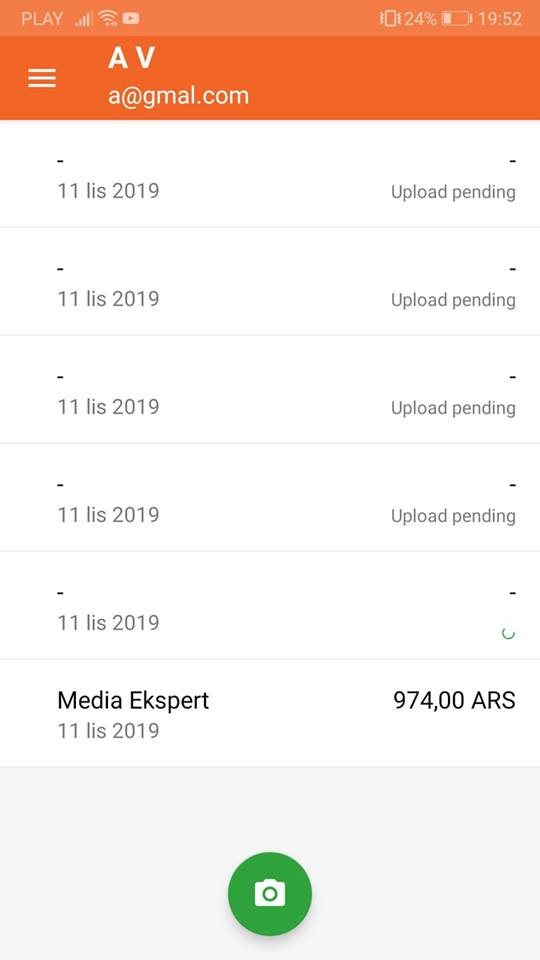 PLAY 24% 19:52
A V
a@gmal.com
- -
11 lis 2019 Upload pending
- -
11 lis 2019 Upload pending
- -
11 lis 2019 Upload pending
- -
11 lis 2019 Upload pending
- -
11 lis 2019
Media Ekspert 974,00 ARS
11 lis 2019